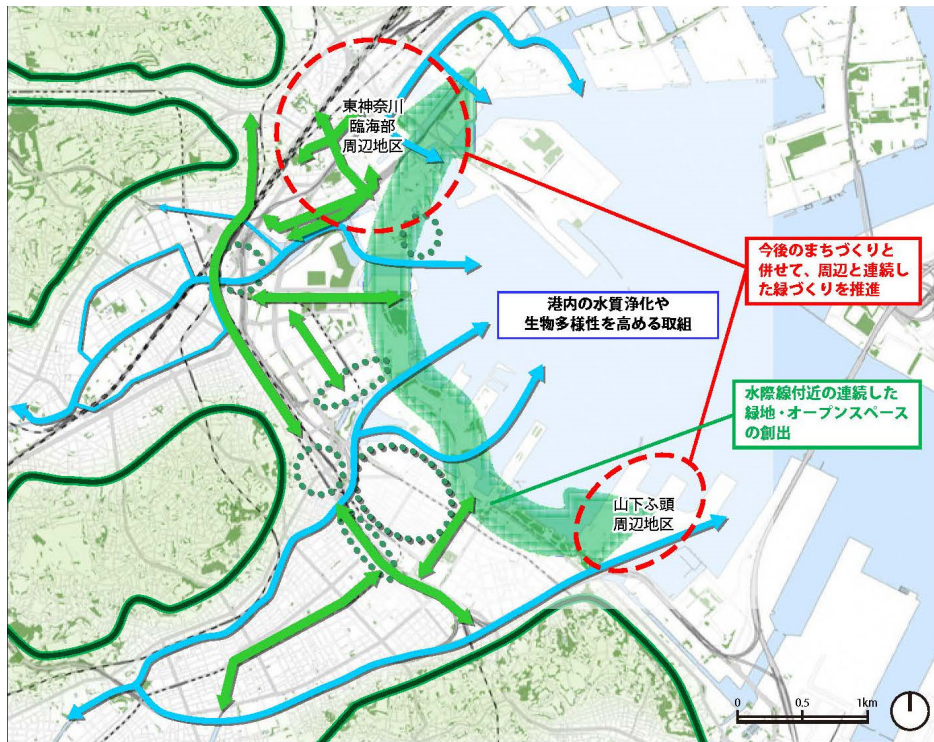 東神奈川
臨海部
周辺地区
今後のまちづくりと
併せて、周辺と連続し
た緑づくりを推進
港内の水質浄化や
生物多様性を高める取組
水際線付近の連続した
緑地・オープンスペース
の創出
山下ふ頭
周辺地区
0 0.5 1km